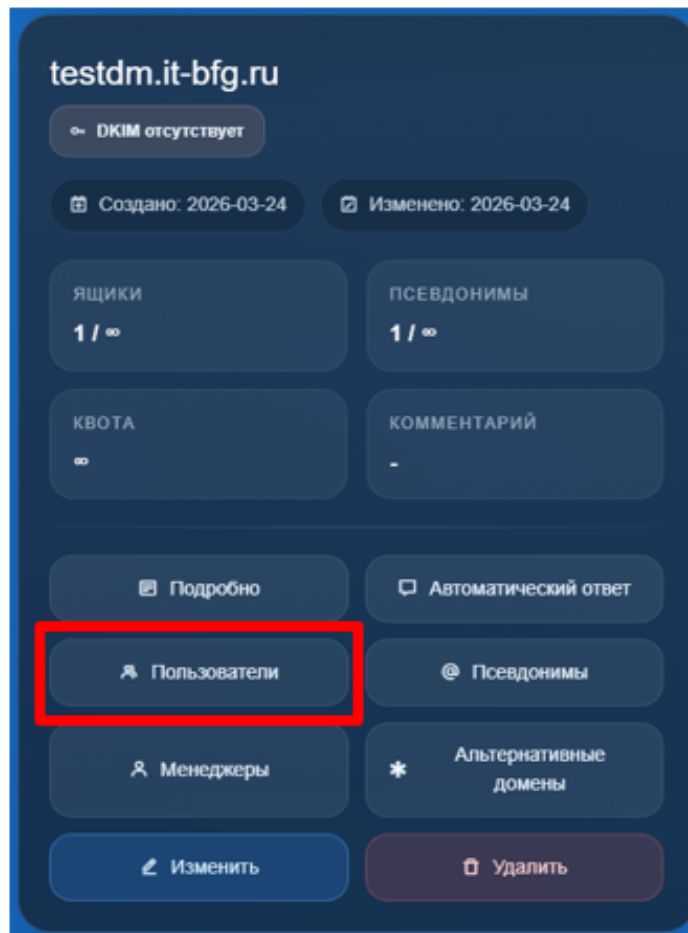 testdm.it-bfg.ru
DKIM отсутствует
Создано: 2026-03-24
Изменено: 2026-03-24
ЯЩИКИ
1 / ∞
ПСЕВДОНИМЫ
1 / ∞
КВОТА
∞
КОММЕНТАРИЙ
-
Подробно
Автоматический ответ
Пользователи
@ Псевдонимы
Менеджеры
Альтернативные
домены
Изменить
Удалить